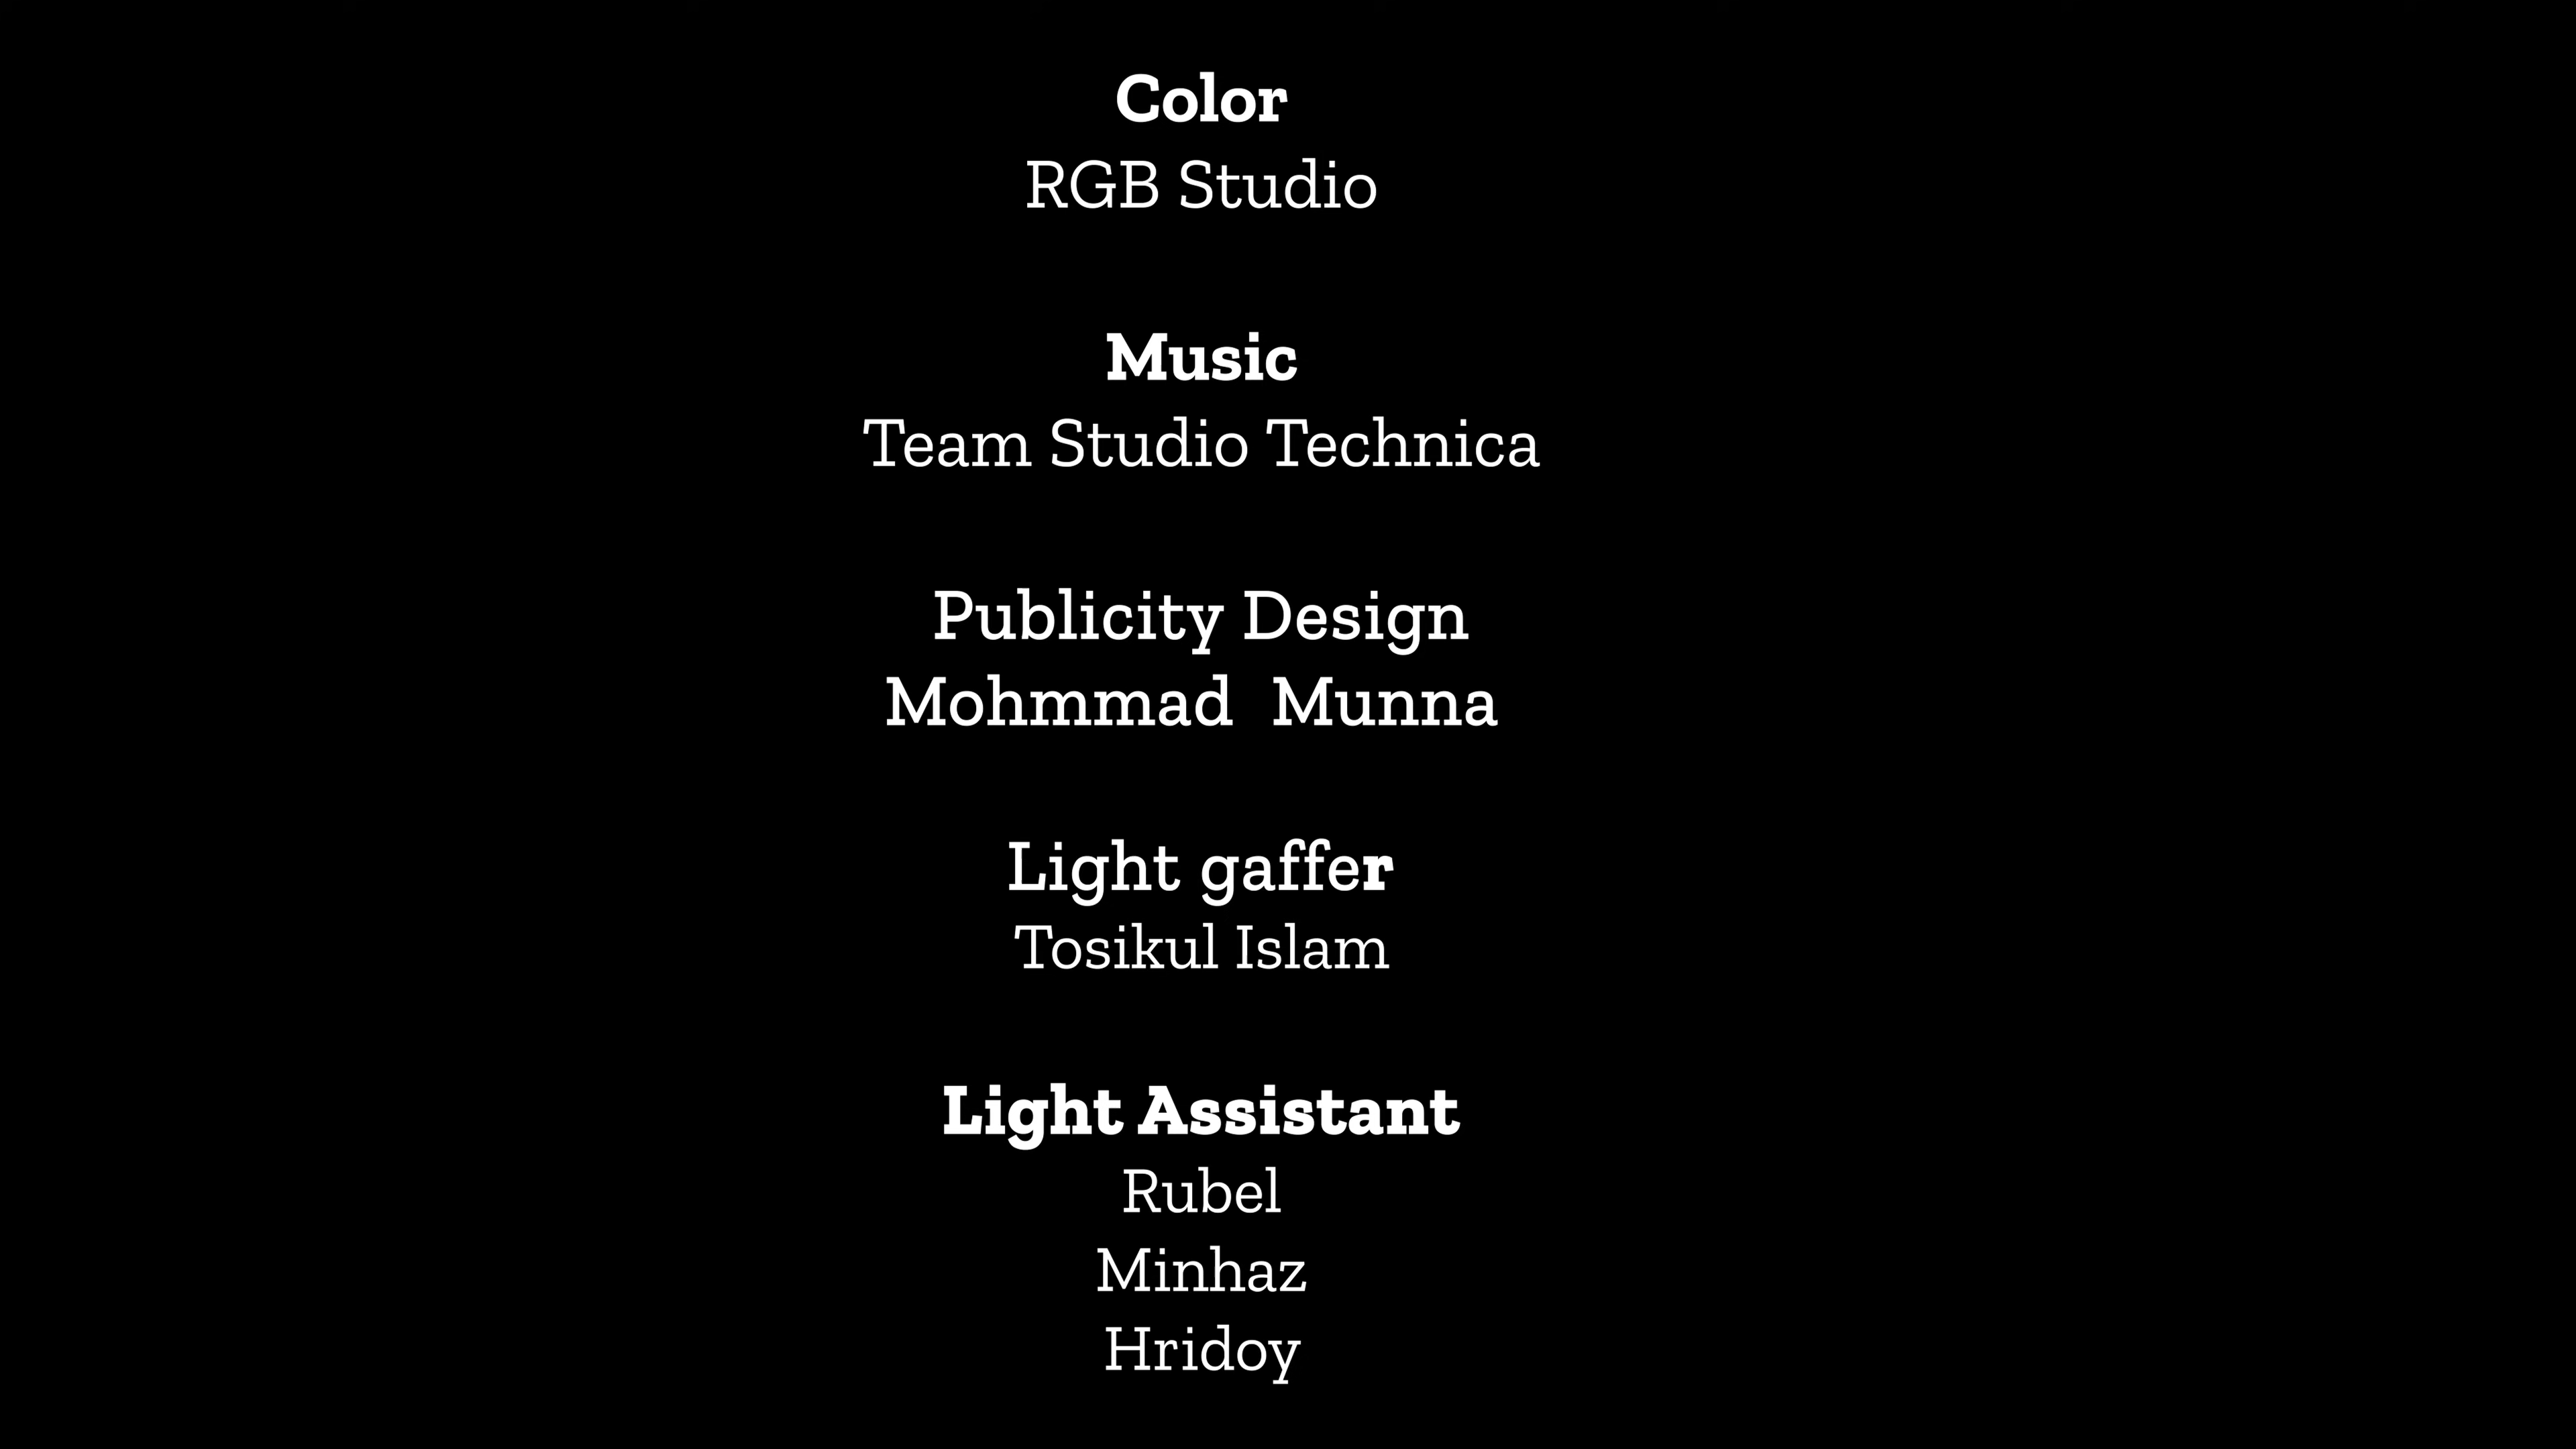 Color
RGB Studio
Music
Team Studio Technica
Publicity Design
Mohmmad  Munna
Light gaffer
Tosikul Islam
Light Assistant
Rubel
Minhaz
Hridoy